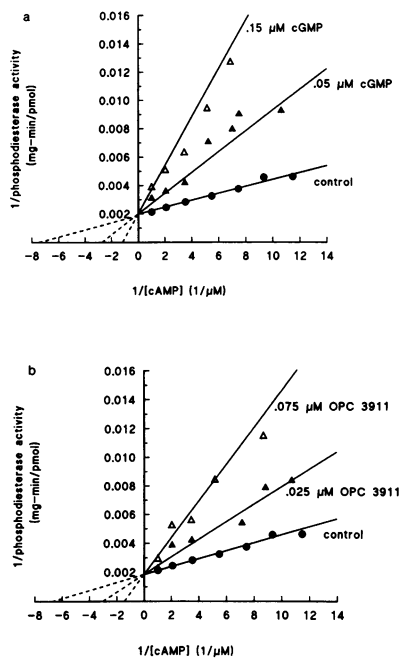 a
0.016
0.014
0.012
0.010
0.008
0.006
0.004
0.002
1/phosphodiesterase activity
(mg-min/pmol)
.15 µM cGMP
.05 µM cGMP
control
-8 -6 -4 -2 0 2 4 6 8 10 12 14
1/[cAMP] (1/µM)
b
0.016
0.014
0.012
0.010
0.008
0.006
0.004
0.002
1/phosphodiesterase activity
(mg-min/pmol)
.075 µM OPC 3911
.025 µM OPC 3911
control
-8 -6 -4 -2 0 2 4 6 8 10 12 14
1/[cAMP] (1/µM)